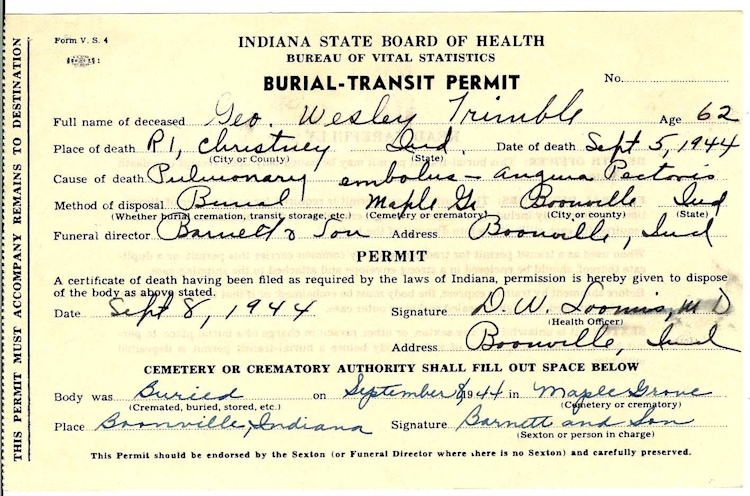 THIS PERMIT MUST ACCOMPANY REMAINS TO DESTINATION
Form V. S. 4
INDIANA STATE BOARD OF HEALTH
BUREAU OF VITAL STATISTICS
BURIAL-TRANSIT PERMIT
No.
Full name of deceased Geo. Wesley Trimble Age 62
Place of death R1, Chrisney Ind. Date of death Sept 5, 1944
(City or County) (State)
Cause of death Pulmonary embolus - Angina Pectoris
Method of disposal Burial Maple Gr Boonville Ind
(Whether burial cremation, transit, storage, etc.) (Cemetery or crematory) (City or county) (State)
Funeral director Barnett & Son Address Boonville, Ind
PERMIT
A certificate of death having been filed as required by the laws of Indiana, permission is hereby given to dispose
of the body as above stated.
Date Sept 8, 1944 Signature D. W. Loomis, M D
(Health Officer)
Address Boonville, Ind
CEMETERY OR CREMATORY AUTHORITY SHALL FILL OUT SPACE BELOW
Body was Buried on September 8, 1944 in Maple Grove
(Cremated, buried, stored, etc.) (Cemetery or crematory)
Place Boonville, Indiana Signature Barnett and Son
(Sexton or person in charge)
This Permit should be endorsed by the Sexton (or Funeral Director where there is no Sexton) and carefully preserved.